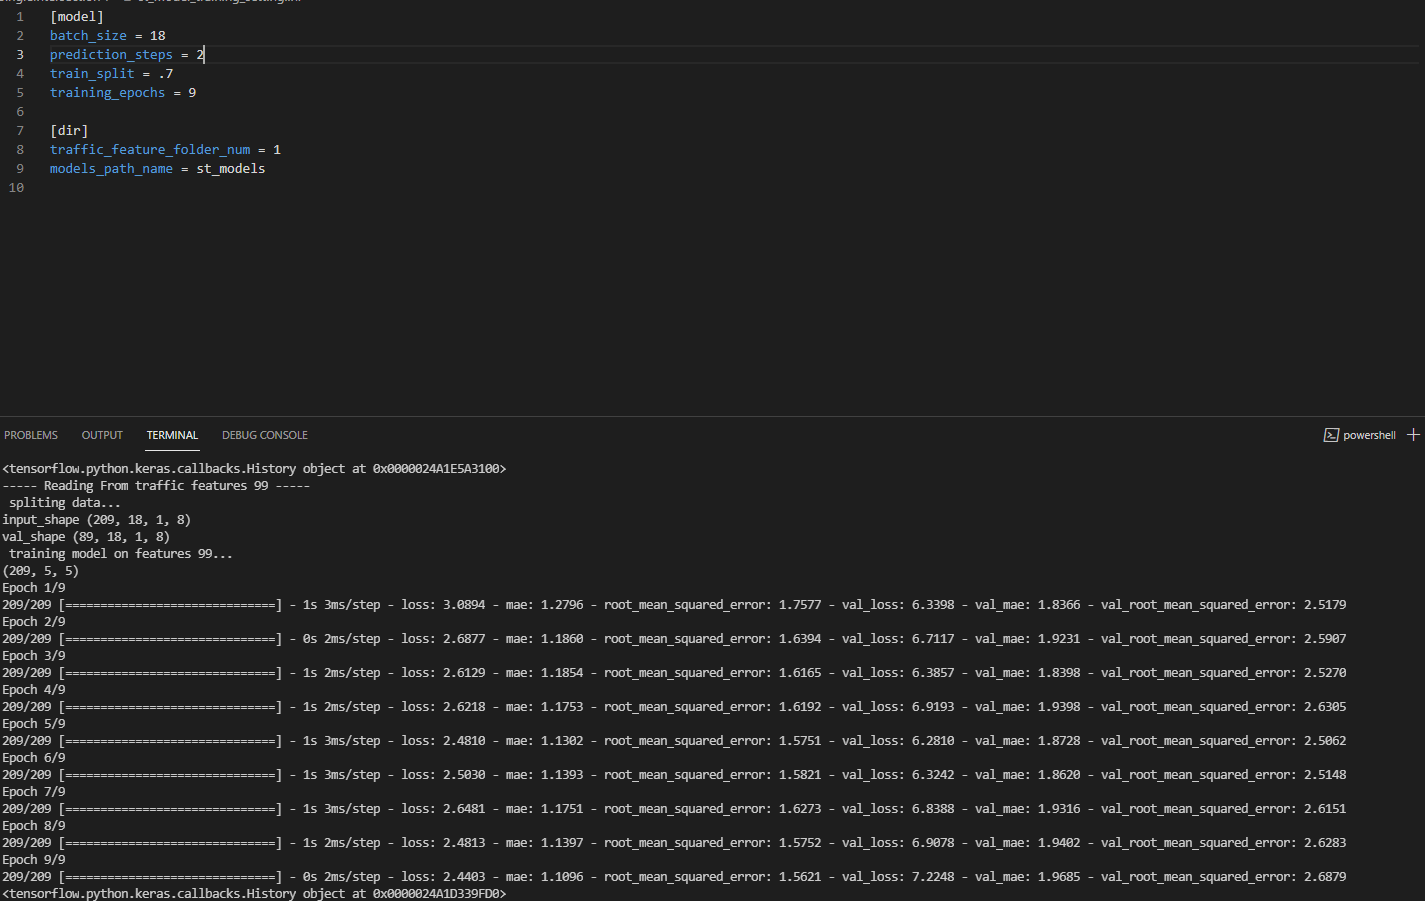 1 [model]
2 batch_size = 18
3 prediction_steps = 2
4 train_split = .7
5 training_epochs = 9
6
7 [dir]
8 traffic_feature_folder_num = 1
9 models_path_name = st_models
10
PROBLEMS OUTPUT TERMINAL DEBUG CONSOLE powershell
<tensorflow.python.keras.callbacks.History object at 0x0000024A1E5A3100>
----- Reading From traffic features 99 -----
spliting data...
input_shape (209, 18, 1, 8)
val_shape (89, 18, 1, 8)
training model on features 99...
(209, 5, 5)
Epoch 1/9
209/209 [==============================] - 1s 3ms/step - loss: 3.0894 - mae: 1.2796 - root_mean_squared_error: 1.7577 - val_loss: 6.3398 - val_mae: 1.8366 - val_root_mean_squared_error: 2.5179
Epoch 2/9
209/209 [==============================] - 0s 2ms/step - loss: 2.6877 - mae: 1.1860 - root_mean_squared_error: 1.6394 - val_loss: 6.7117 - val_mae: 1.9231 - val_root_mean_squared_error: 2.5907
Epoch 3/9
209/209 [==============================] - 1s 2ms/step - loss: 2.6129 - mae: 1.1854 - root_mean_squared_error: 1.6165 - val_loss: 6.3857 - val_mae: 1.8398 - val_root_mean_squared_error: 2.5270
Epoch 4/9
209/209 [==============================] - 1s 2ms/step - loss: 2.6218 - mae: 1.1753 - root_mean_squared_error: 1.6192 - val_loss: 6.9193 - val_mae: 1.9398 - val_root_mean_squared_error: 2.6305
Epoch 5/9
209/209 [==============================] - 1s 3ms/step - loss: 2.4810 - mae: 1.1302 - root_mean_squared_error: 1.5751 - val_loss: 6.2810 - val_mae: 1.8728 - val_root_mean_squared_error: 2.5062
Epoch 6/9
209/209 [==============================] - 1s 3ms/step - loss: 2.5030 - mae: 1.1393 - root_mean_squared_error: 1.5821 - val_loss: 6.3242 - val_mae: 1.8620 - val_root_mean_squared_error: 2.5148
Epoch 7/9
209/209 [==============================] - 1s 3ms/step - loss: 2.6481 - mae: 1.1751 - root_mean_squared_error: 1.6273 - val_loss: 6.8388 - val_mae: 1.9316 - val_root_mean_squared_error: 2.6151
Epoch 8/9
209/209 [==============================] - 1s 2ms/step - loss: 2.4813 - mae: 1.1397 - root_mean_squared_error: 1.5752 - val_loss: 6.9078 - val_mae: 1.9402 - val_root_mean_squared_error: 2.6283
Epoch 9/9
209/209 [==============================] - 0s 2ms/step - loss: 2.4403 - mae: 1.1096 - root_mean_squared_error: 1.5621 - val_loss: 7.2248 - val_mae: 1.9685 - val_root_mean_squared_error: 2.6879
<tensorflow.python.keras.callbacks.History object at 0x0000024A1D339FD0>